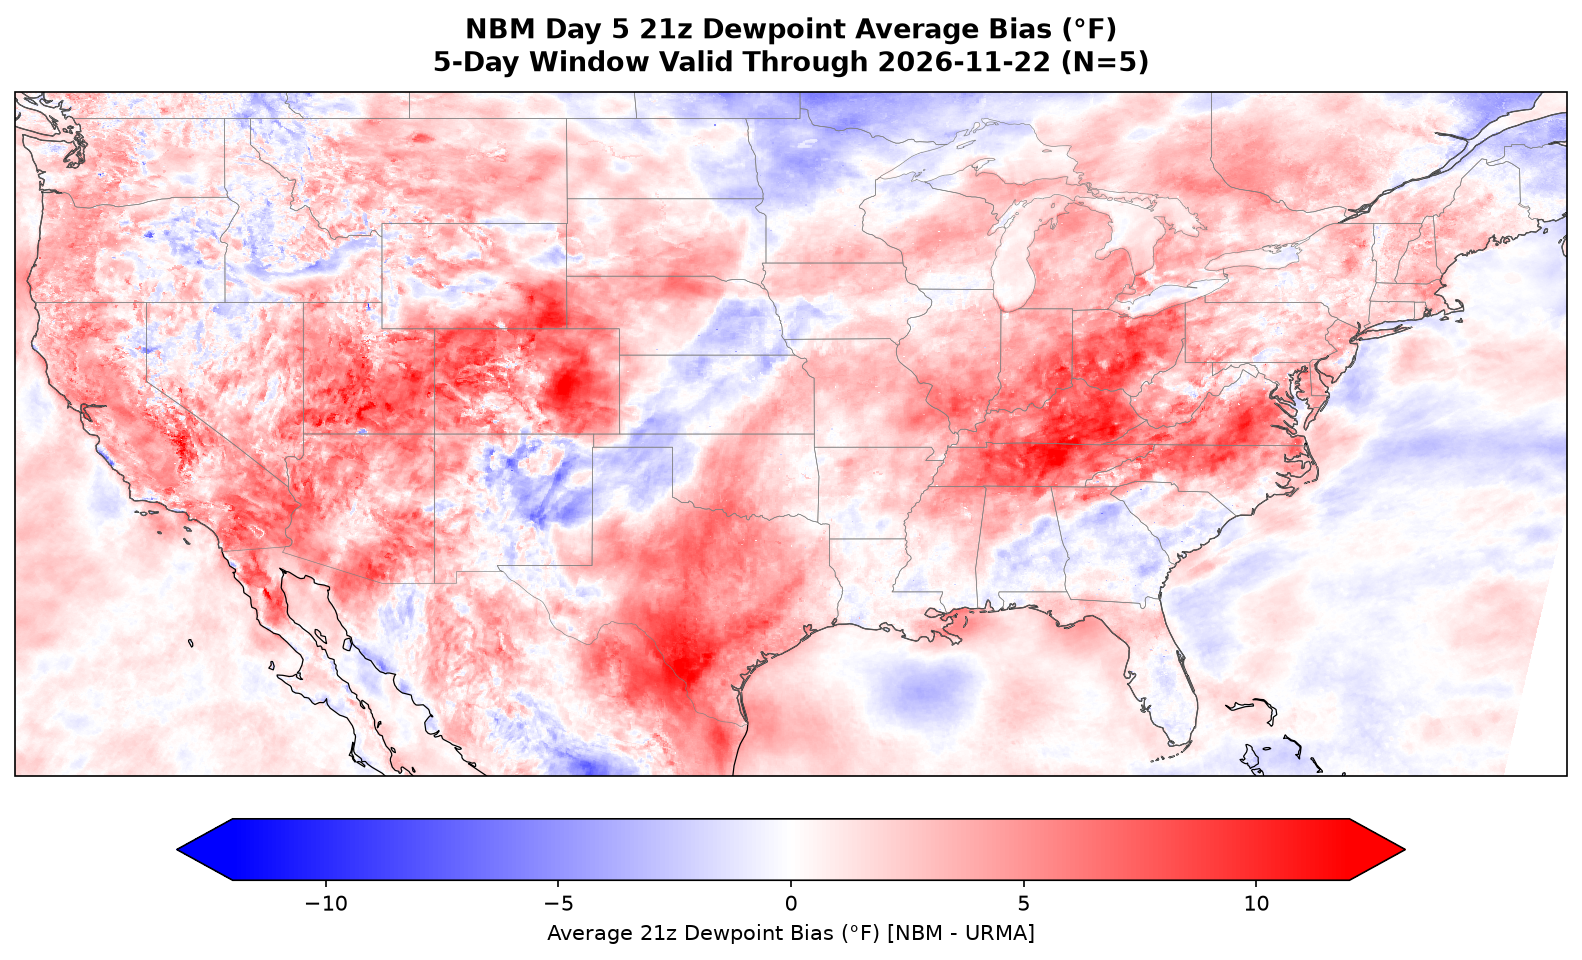 NBM Day 5 21z Dewpoint Average Bias (°F)
5-Day Window Valid Through 2026-11-22 (N=5)
−10 −5 0 5 10
Average 21z Dewpoint Bias (°F) [NBM - URMA]